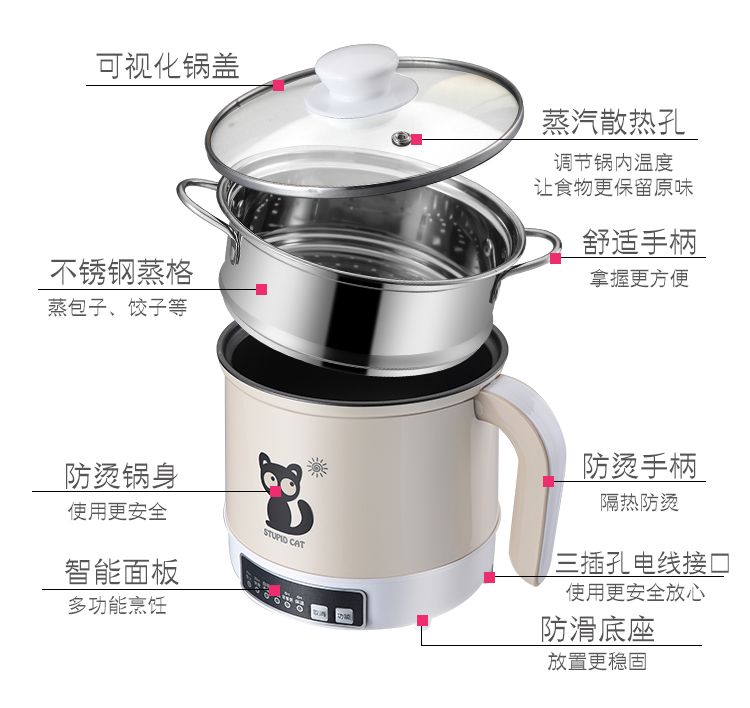 可视化锅盖
蒸汽散热孔
调节锅内温度
让食物更保留原味
舒适手柄
拿握更方便
不锈钢蒸格
蒸包子、饺子等
防烫锅身
使用更安全
防烫手柄
隔热防烫
STUPID CAT
智能面板
多功能烹饪
三插孔电线接口
使用更安全放心
取消 功能
防滑底座
放置更稳固